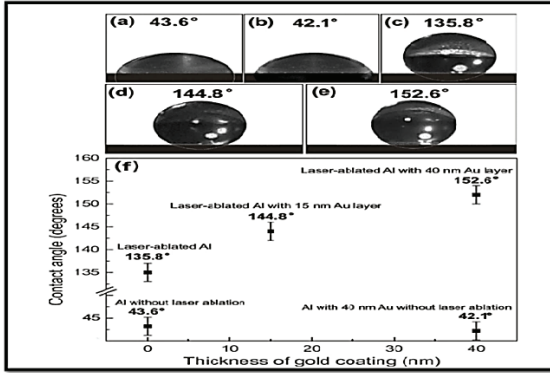 (a) 43.6°
(b) 42.1°
(c) 135.8°
(d) 144.8°
(e) 152.6°
(f)
Contact angle (degrees)
160
155
150
145
140
135
45
Laser-ablated Al with 40 nm Au layer
152.6°
Laser-ablated Al with 15 nm Au layer
144.8°
Laser-ablated Al
135.8°
Al without laser ablation
43.6°
Al with 40 nm Au without laser ablation
42.1°
0 10 20 30 40
Thickness of gold coating (nm)